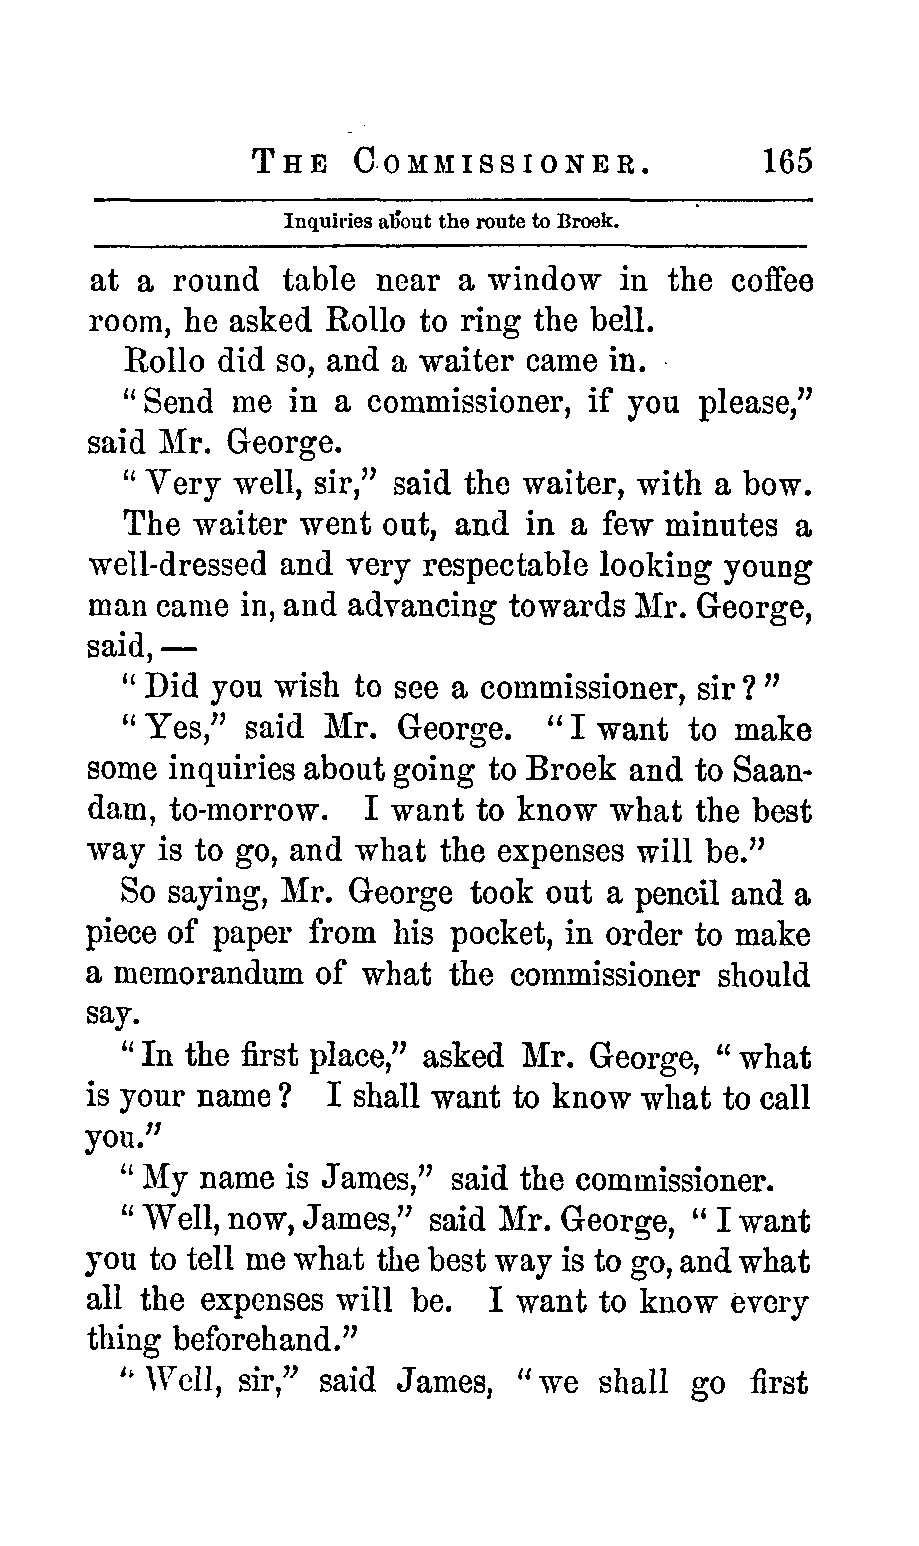 THE COMMISSIONER. 165
Inquiries about the route to Broek.
at a round table near a window in the coffee
room, he asked Rollo to ring the bell.
Rollo did so, and a waiter came in.
"Send me in a commissioner, if you please,"
said Mr. George.
"Very well, sir," said the waiter, with a bow.
The waiter went out, and in a few minutes a
well-dressed and very respectable looking young
man came in, and advancing towards Mr. George,
said, —
"Did you wish to see a commissioner, sir?"
"Yes," said Mr. George. "I want to make
some inquiries about going to Broek and to Saan-
dam, to-morrow. I want to know what the best
way is to go, and what the expenses will be."
So saying, Mr. George took out a pencil and a
piece of paper from his pocket, in order to make
a memorandum of what the commissioner should
say.
"In the first place," asked Mr. George, "what
is your name? I shall want to know what to call
you."
"My name is James," said the commissioner.
"Well, now, James," said Mr. George, "I want
you to tell me what the best way is to go, and what
all the expenses will be. I want to know every
thing beforehand."
"Well, sir," said James, "we shall go first